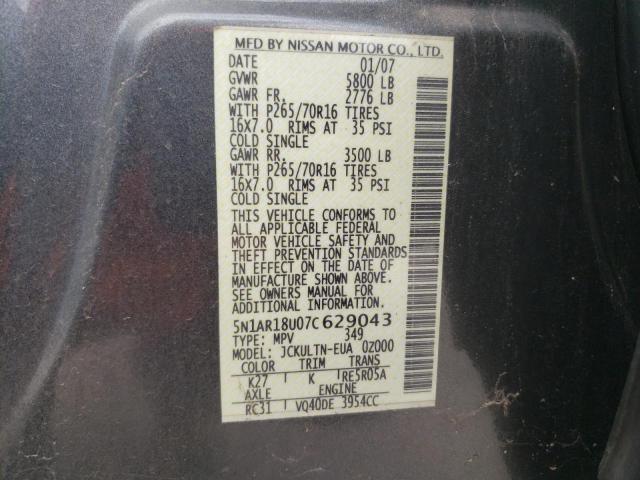 MFD BY NISSAN MOTOR CO., LTD.
DATE 01/07
GVWR 5800 LB
GAWR FR. 2776 LB
WITH P265/70R16 TIRES
16X7.0 RIMS AT 35 PSI
COLD SINGLE
GAWR RR. 3500 LB
WITH P265/70R16 TIRES
16X7.0 RIMS AT 35 PSI
COLD SINGLE
THIS VEHICLE CONFORMS TO
ALL APPLICABLE FEDERAL
MOTOR VEHICLE SAFETY AND
THEFT PREVENTION STANDARDS
IN EFFECT ON THE DATE OF
MANUFACTURE SHOWN ABOVE.
SEE OWNERS MANUAL FOR
ADDITIONAL INFORMATION.
5N1AR18U07C629043
TYPE: MPV 349
MODEL: JCKULTN-EUA 0Z000
COLOR TRIM TRANS
K27 K RE5R05A
AXLE ENGINE
RC31 VQ40DE 3954CC